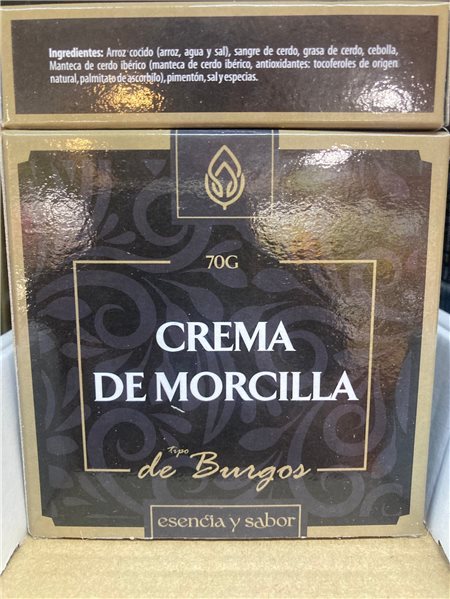 Ingredientes: Arroz cocido (arroz, agua y sal), sangre de cerdo, grasa de cerdo, cebolla,
Manteca de cerdo ibérico (manteca de cerdo ibérico, antioxidantes: tocoferoles de origen
natural, palmitato de ascorbilo), pimentón, sal y especias.
70G
CREMA
DE MORCILLA
tipo
de Burgos
esencia y sabor